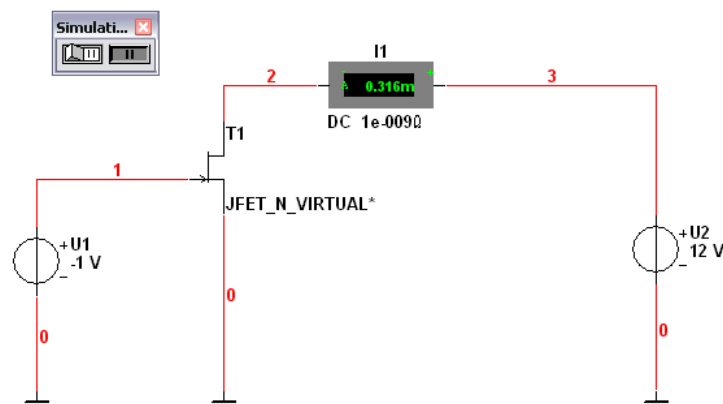 Simulati...
I1
2
A 0.316m
3
DC 1e-009Ω
T1
1
JFET_N_VIRTUAL*
U1
-1 V
U2
12 V
0
0
0